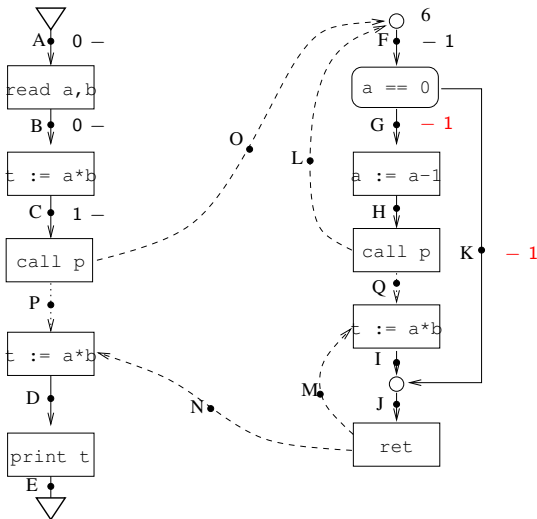 A 0 –
read a,b
B 0 –
t := a*b
C 1 –
call p
P
t := a*b
D
print t
E
O
L
N
M
6
F – 1
a == 0
G – 1
a := a-1
H
call p
K – 1
Q
t := a*b
I
J
ret